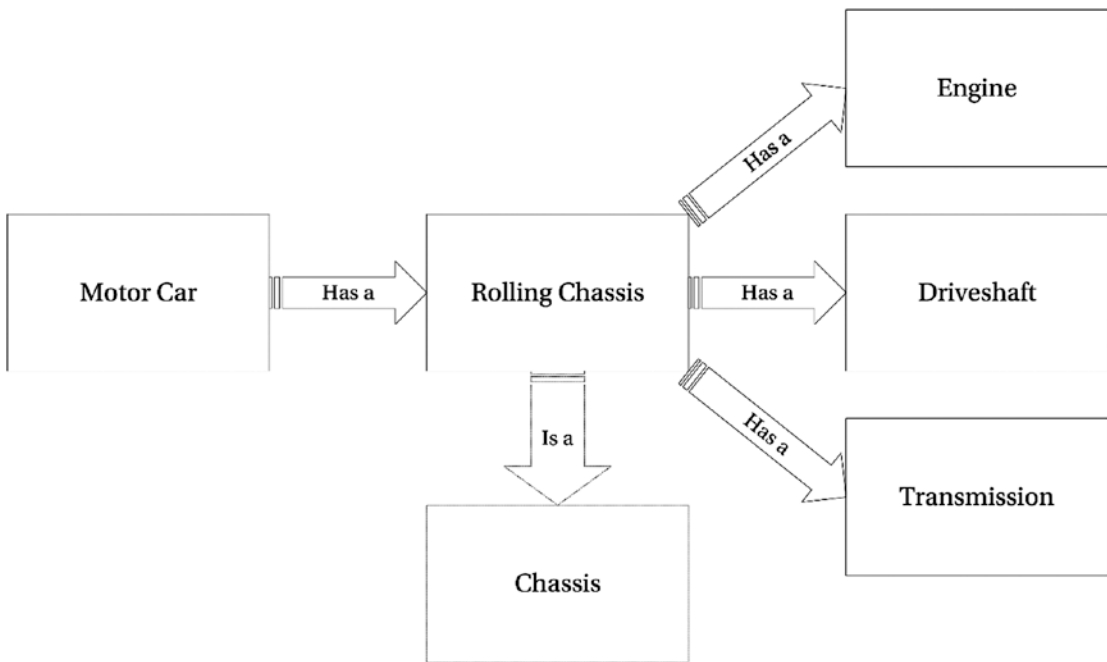 Engine
Has a
Motor Car
Has a
Rolling Chassis
Has a
Driveshaft
Has a
Is a
Transmission
Chassis